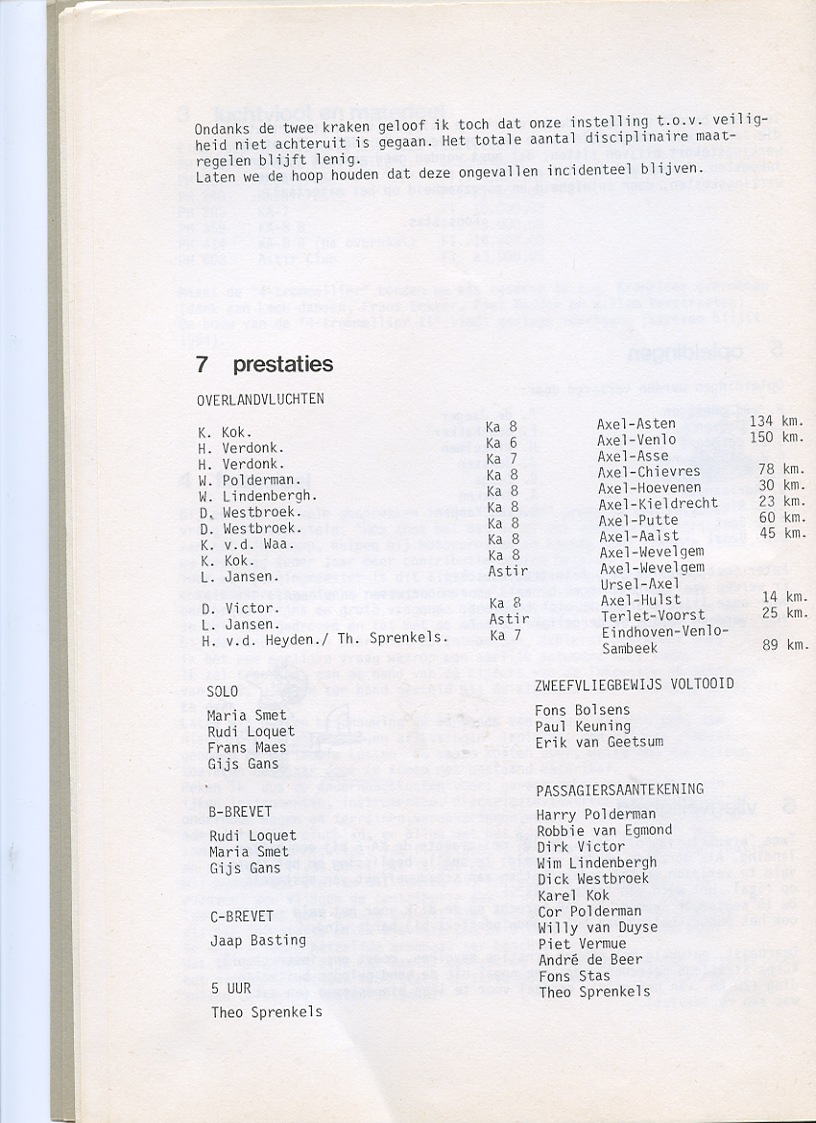 Ondanks de twee kraken geloof ik toch dat onze instelling t.o.v. veilig-
heid niet achteruit is gegaan. Het totale aantal disciplinaire maat-
regelen blijft lenig.
Laten we de hoop houden dat deze ongevallen incidenteel blijven.
7 prestaties
OVERLANDVLUCHTEN
K. Kok. Ka 8 Axel-Asten 134 km.
H. Verdonk. Ka 6 Axel-Venlo 150 km.
H. Verdonk. Ka 7 Axel-Asse
W. Polderman. Ka 8 Axel-Chievres 78 km.
W. Lindenbergh. Ka 8 Axel-Hoevenen 30 km.
D. Westbroek. Ka 8 Axel-Kieldrecht 23 km.
D. Westbroek. Ka 8 Axel-Putte 60 km.
K. v.d. Waa. Ka 8 Axel-Aalst 45 km.
K. Kok. Ka 8 Axel-Wevelgem
L. Jansen. Astir Axel-Wevelgem
Ursel-Axel
D. Victor. Ka 8 Axel-Hulst 14 km.
L. Jansen. Astir Terlet-Voorst 25 km.
H. v.d. Heyden./ Th. Sprenkels. Ka 7 Eindhoven-Venlo-
Sambeek 89 km.
SOLO
Maria Smet
Rudi Loquet
Frans Maes
Gijs Gans
B-BREVET
Rudi Loquet
Maria Smet
Gijs Gans
C-BREVET
Jaap Basting
5 UUR
Theo Sprenkels
ZWEEFVLIEGBEWIJS VOLTOOID
Fons Bolsens
Paul Keuning
Erik van Geetsum
PASSAGIERSAANTEKENING
Harry Polderman
Robbie van Egmond
Dirk Victor
Wim Lindenbergh
Dick Westbroek
Karel Kok
Cor Polderman
Willy van Duyse
Piet Vermue
André de Beer
Fons Stas
Theo Sprenkels